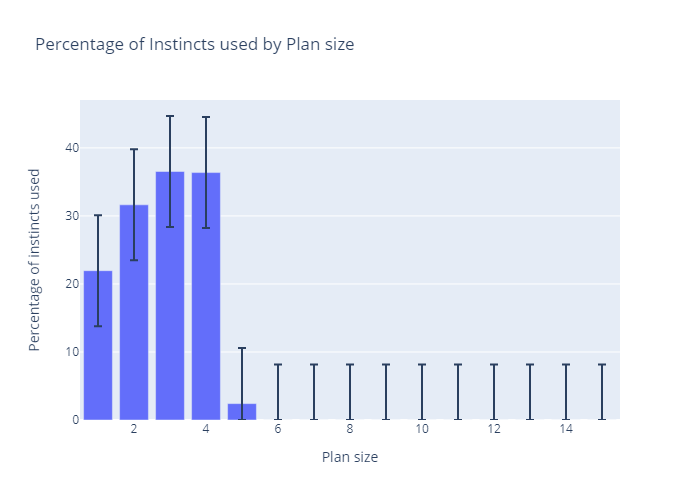 Percentage of Instincts used by Plan size
Percentage of instincts used
40
30
20
10
0
2 4 6 8 10 12 14
Plan size